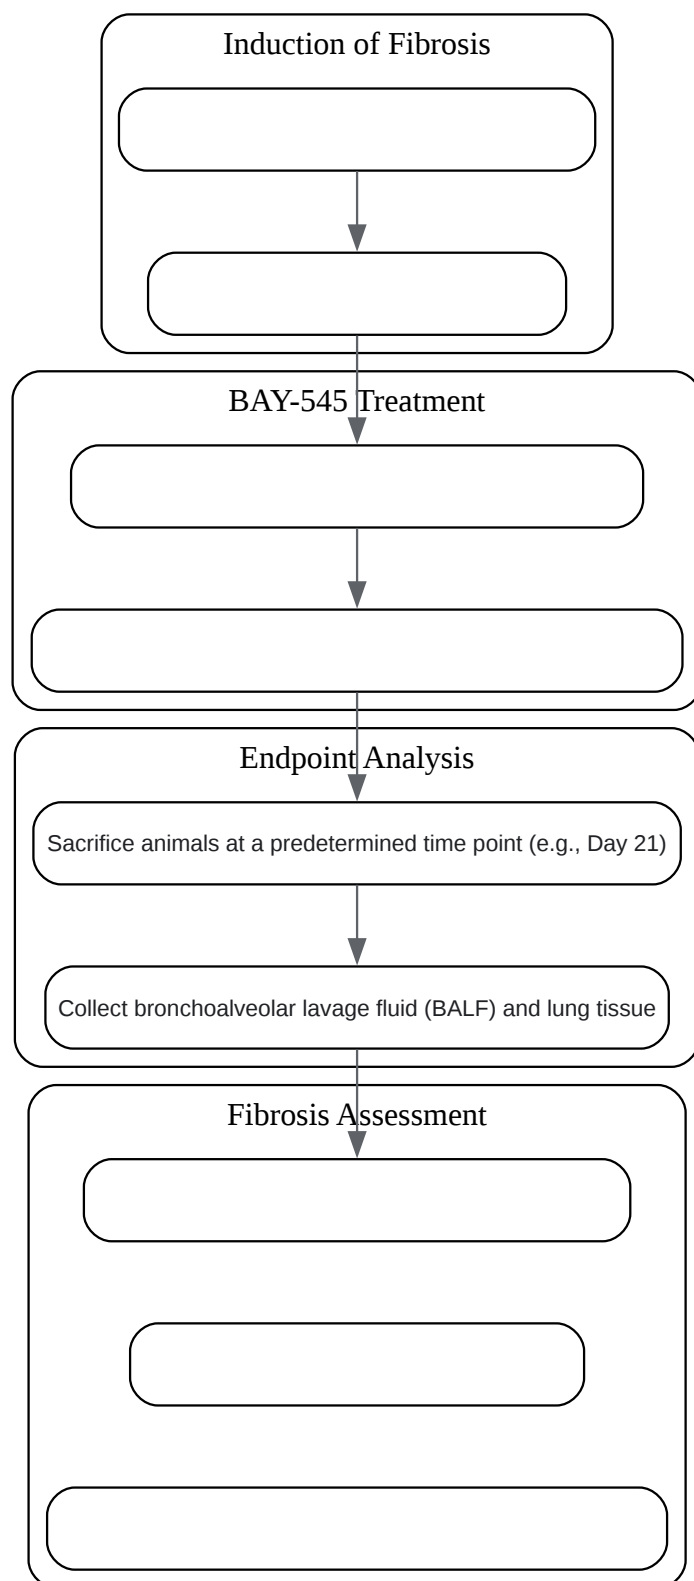 Induction of Fibrosis
BAY-545 Treatment
Endpoint Analysis
Sacrifice animals at a predetermined time point (e.g., Day 21)
Collect bronchoalveolar lavage fluid (BALF) and lung tissue
Fibrosis Assessment